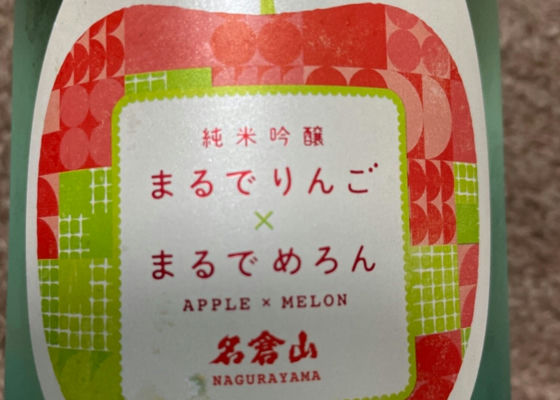 純米吟醸
まるでりんご
×
まるでめろん
APPLE × MELON
名倉山
NAGURAYAMA